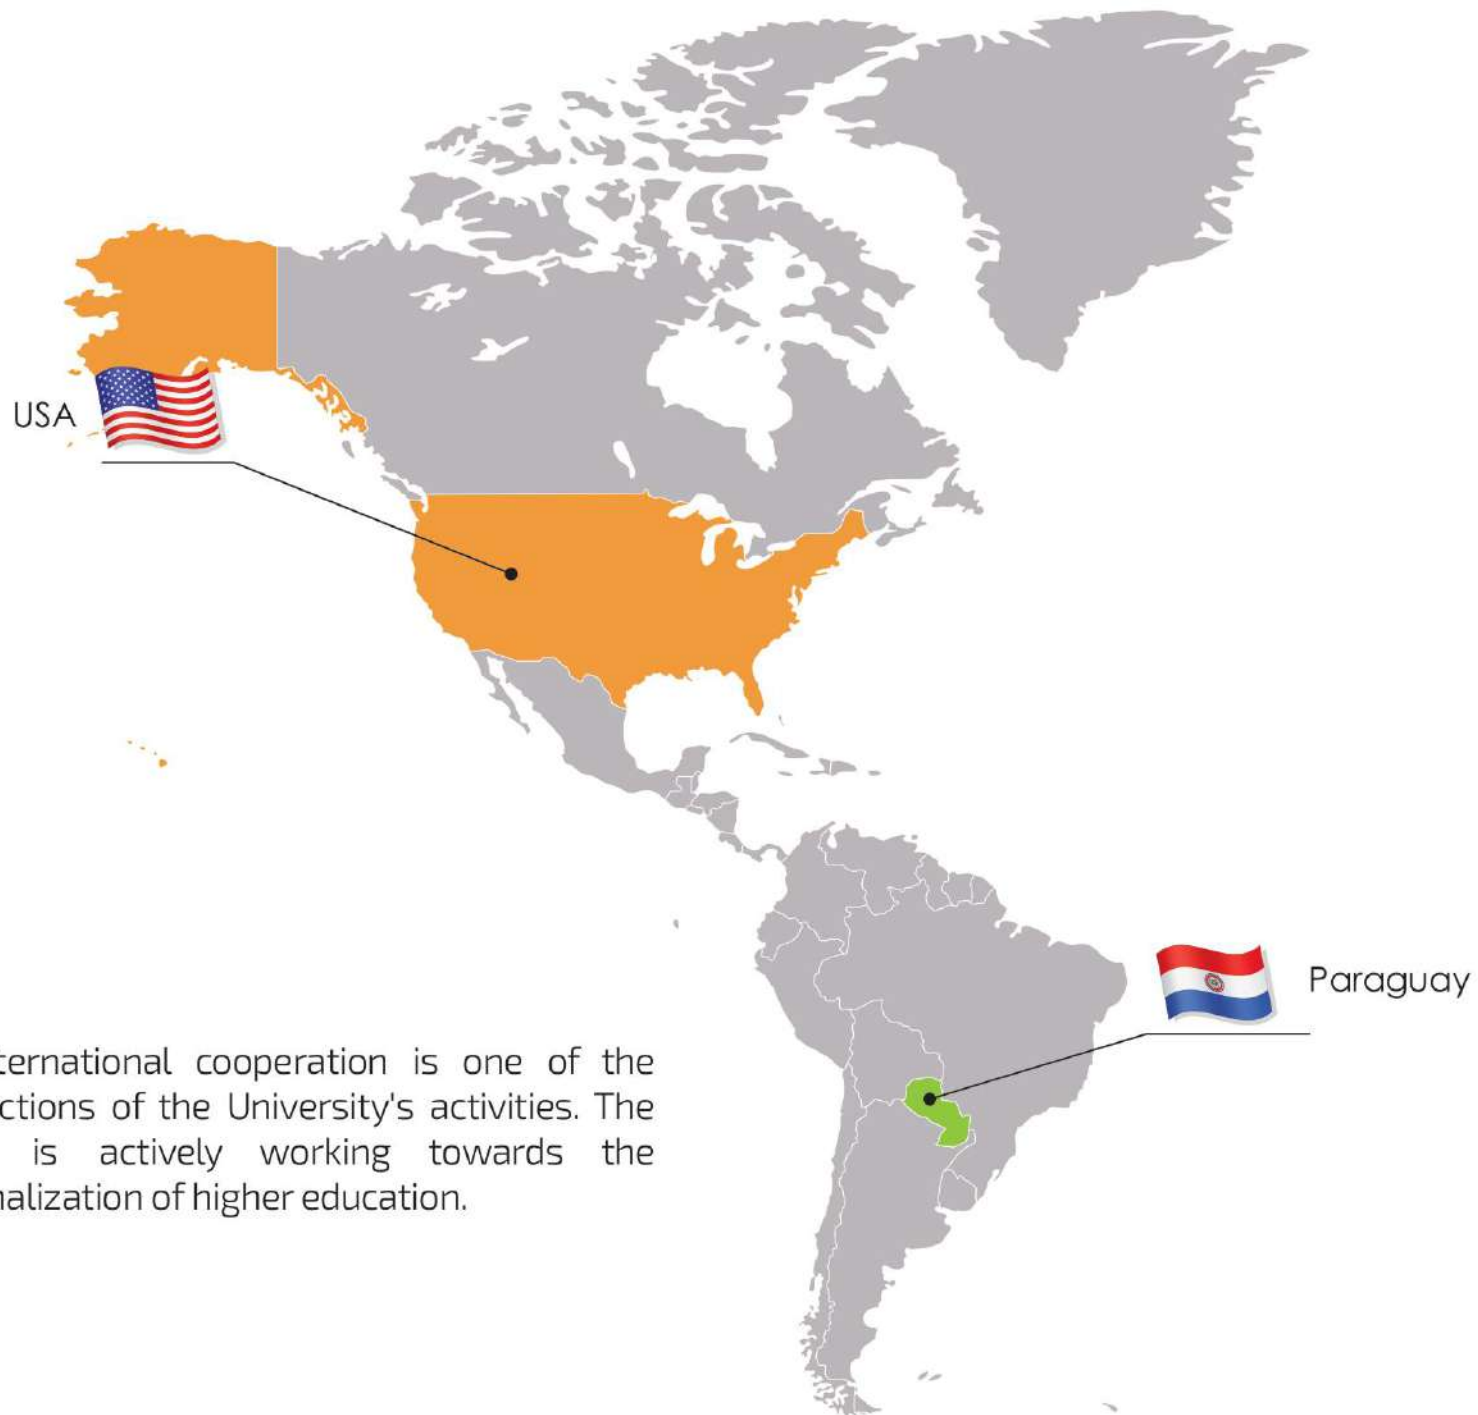 USA
Paraguay
ternational cooperation is one of the
ctions of the University's activities. The
is actively working towards the
nalization of higher education.